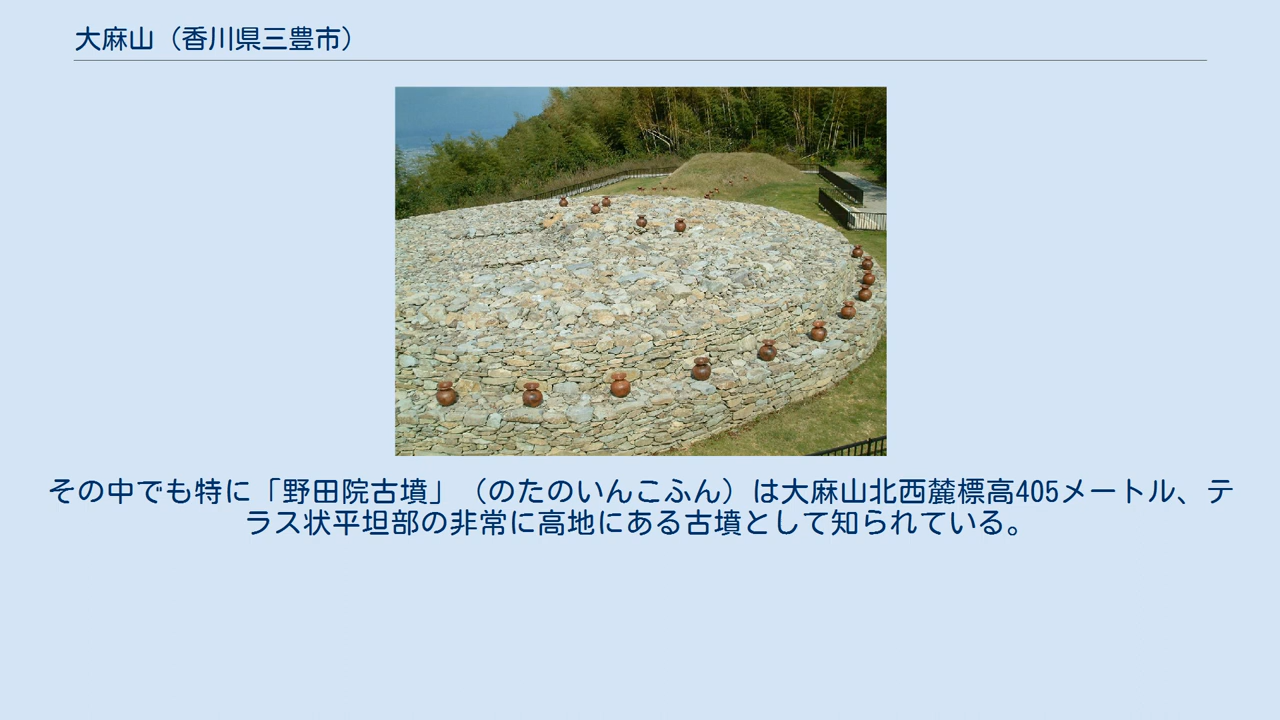 大麻山（香川県三豊市）
その中でも特に「野田院古墳」（のたのいんこふん）は大麻山北西麓標高405メートル、テ
ラス状平坦部の非常に高地にある古墳として知られている。